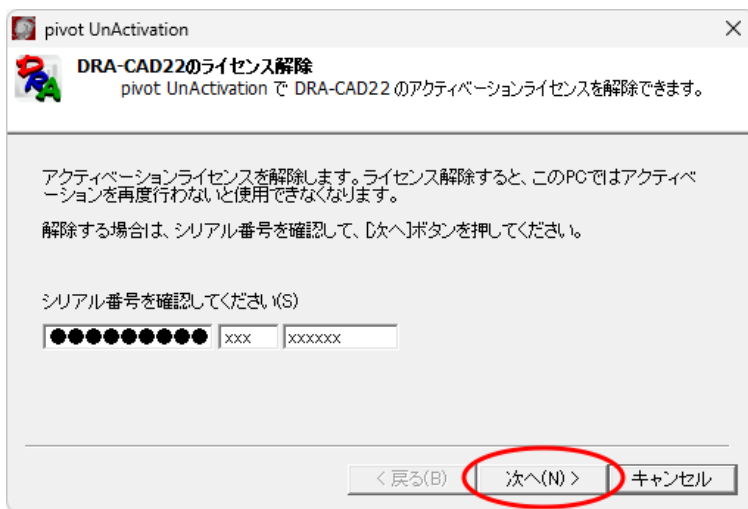 pivot UnActivation
DRA
DRA-CAD22のライセンス解除
pivot UnActivation で DRA-CAD22 のアクティベーションライセンスを解除できます。
アクティベーションライセンスを解除します。ライセンス解除すると、このPCではアクティベ
ーションを再度行わないと使用できなくなります。
解除する場合は、シリアル番号を確認して、[次へ]ボタンを押してください。
シリアル番号を確認してください(S)
●●●●●●●●● xxx xxxxxx
< 戻る(B) 次へ(N) > キャンセル